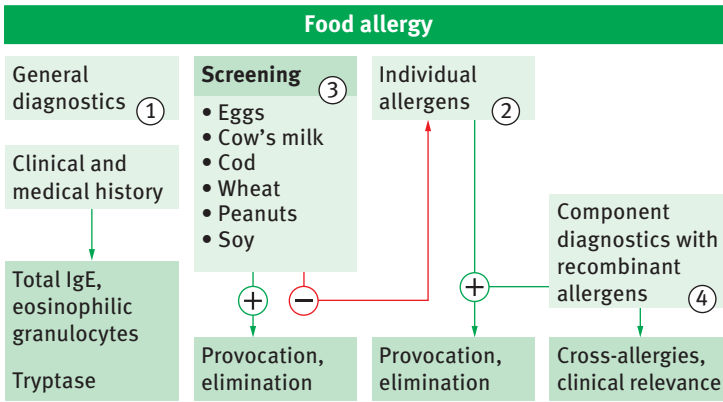 Food allergy
General
diagnostics 1
Clinical and
medical history
Total IgE,
eosinophilic
granulocytes
Tryptase
Screening
3
• Eggs
• Cow's milk
• Cod
• Wheat
• Peanuts
• Soy
+ −
Provocation,
elimination
Individual
allergens 2
+
Provocation,
elimination
Component
diagnostics with
recombinant
allergens 4
Cross-allergies,
clinical relevance